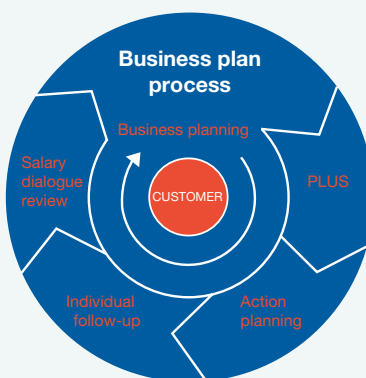 Business plan
process
Business planning
Salary
dialogue
review
CUSTOMER
PLUS
Individual
follow-up
Action
planning